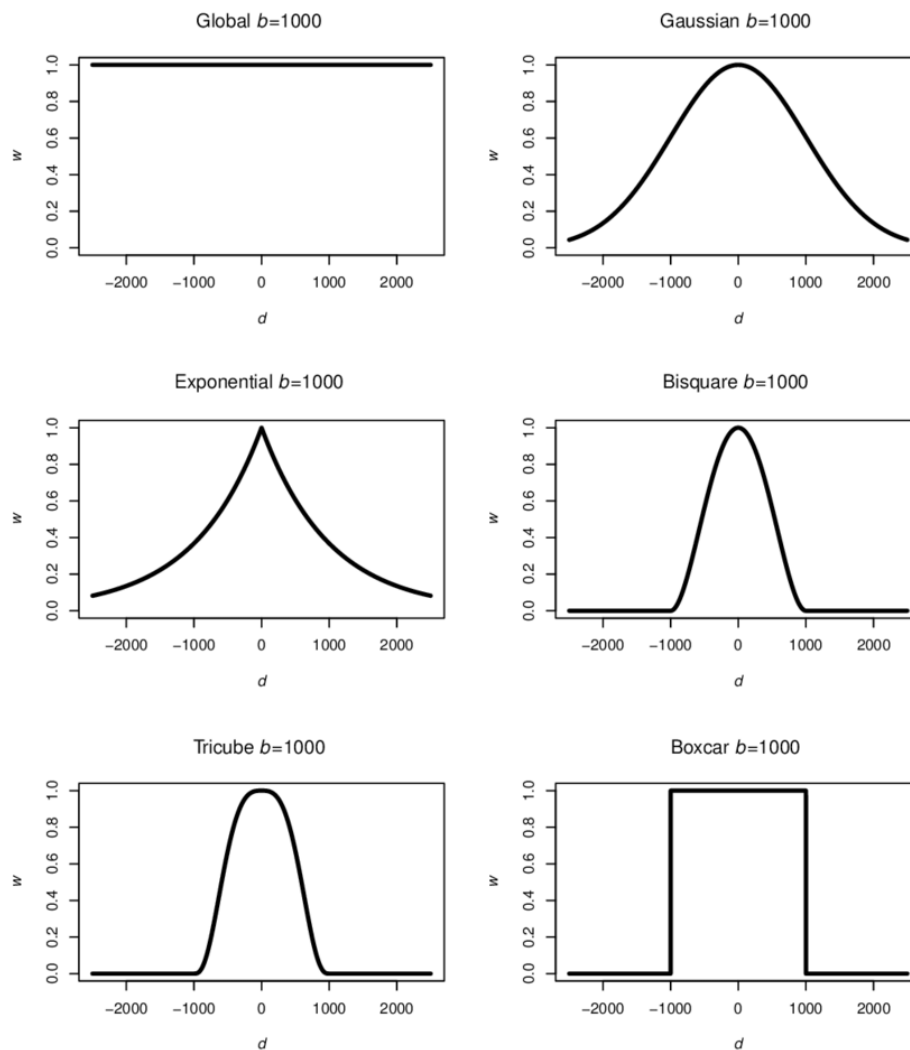 Global b=1000
w
0.0 0.2 0.4 0.6 0.8 1.0
−2000 −1000 0 1000 2000
d
Gaussian b=1000
w
0.0 0.2 0.4 0.6 0.8 1.0
−2000 −1000 0 1000 2000
d
Exponential b=1000
w
0.0 0.2 0.4 0.6 0.8 1.0
−2000 −1000 0 1000 2000
d
Bisquare b=1000
w
0.0 0.2 0.4 0.6 0.8 1.0
−2000 −1000 0 1000 2000
d
Tricube b=1000
w
0.0 0.2 0.4 0.6 0.8 1.0
−2000 −1000 0 1000 2000
d
Boxcar b=1000
w
0.0 0.2 0.4 0.6 0.8 1.0
−2000 −1000 0 1000 2000
d